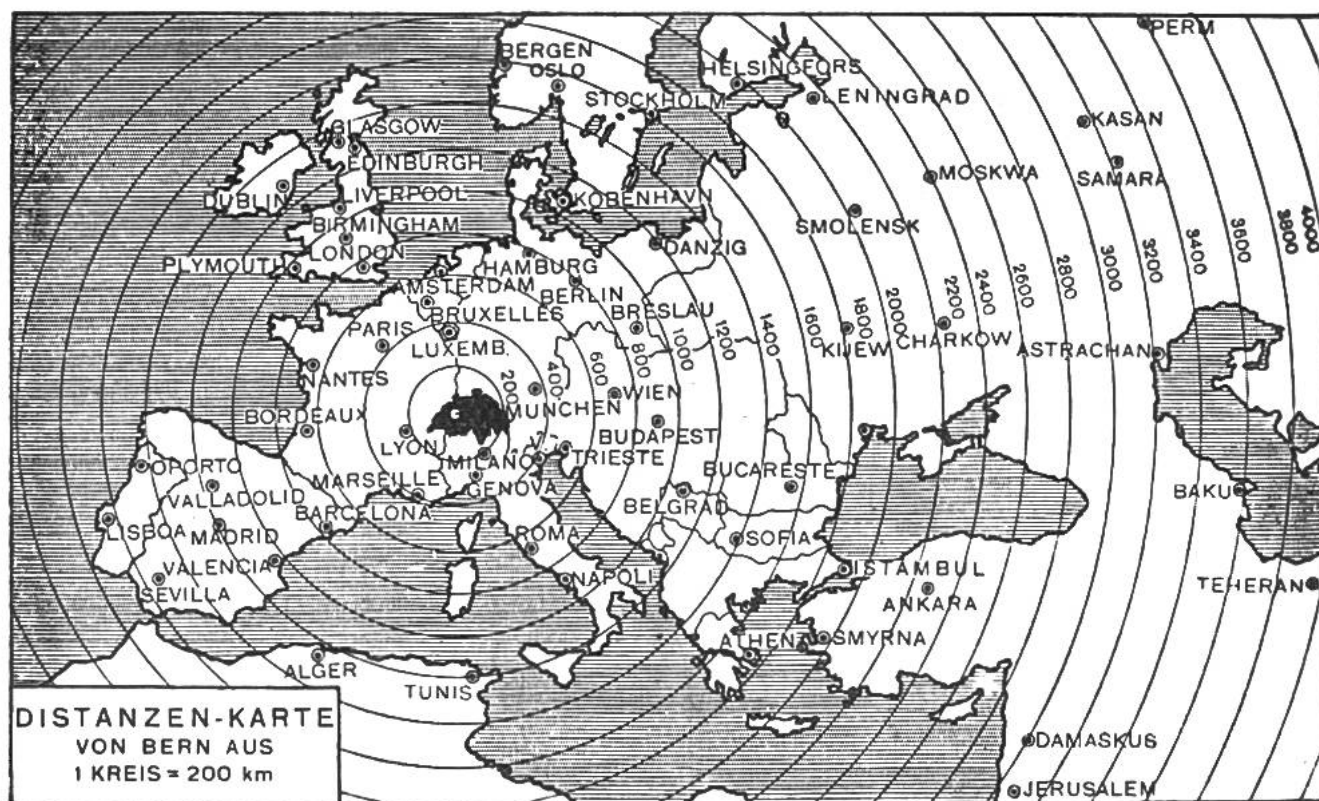 PERM
BERGEN
OSLO
HELSINGFORS
STOCKHOLM
LENINGRAD
KASAN
GLASGOW
EDINBURGH
MOSKWA
SAMARA
DUBLIN
LIVERPOOL
KOBENHAVN
SMOLENSK
BIRMINGHAM
DANZIG
PLYMOUTH
LONDON
HAMBURG
AMSTERDAM
BERLIN
BRUXELLES
BRESLAU
PARIS
LUXEMB.
KIJEW
CHARKOW
ASTRACHAN
200
400
600
800
1000
1200
1400
1600
1800
2000
2200
2400
2600
2800
3000
3200
3400
3600
3800
4000
NANTES
WIEN
MÜNCHEN
BORDEAUX
LYON
BUDAPEST
MILANO
TRIESTE
OPORTO
BUCARESTE
MARSEILLE
GENOVA
VALLADOLID
BAKU
BARCELONA
BELGRAD
LISBOA
MADRID
ROMA
SOFIA
VALENCIA
ISTAMBUL
NAPOLI
SEVILLA
ANKARA
TEHERAN
ATHEN
SMYRNA
ALGER
TUNIS
DISTANZEN-KARTE
VON BERN AUS
1 KREIS = 200 km
DAMASKUS
JERUSALEM